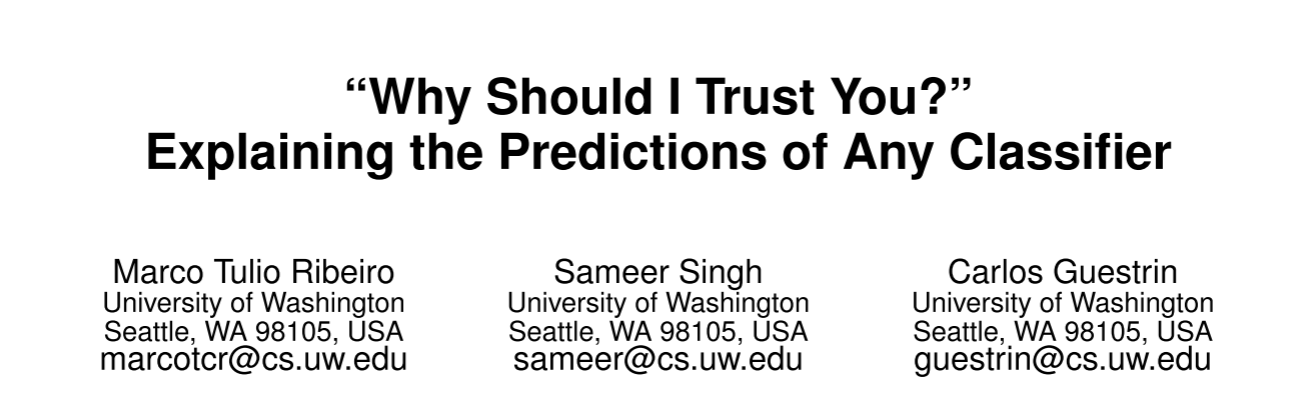 “Why Should I Trust You?”
Explaining the Predictions of Any Classifier
Marco Tulio Ribeiro
University of Washington
Seattle, WA 98105, USA
marcotcr@cs.uw.edu
Sameer Singh
University of Washington
Seattle, WA 98105, USA
sameer@cs.uw.edu
Carlos Guestrin
University of Washington
Seattle, WA 98105, USA
guestrin@cs.uw.edu